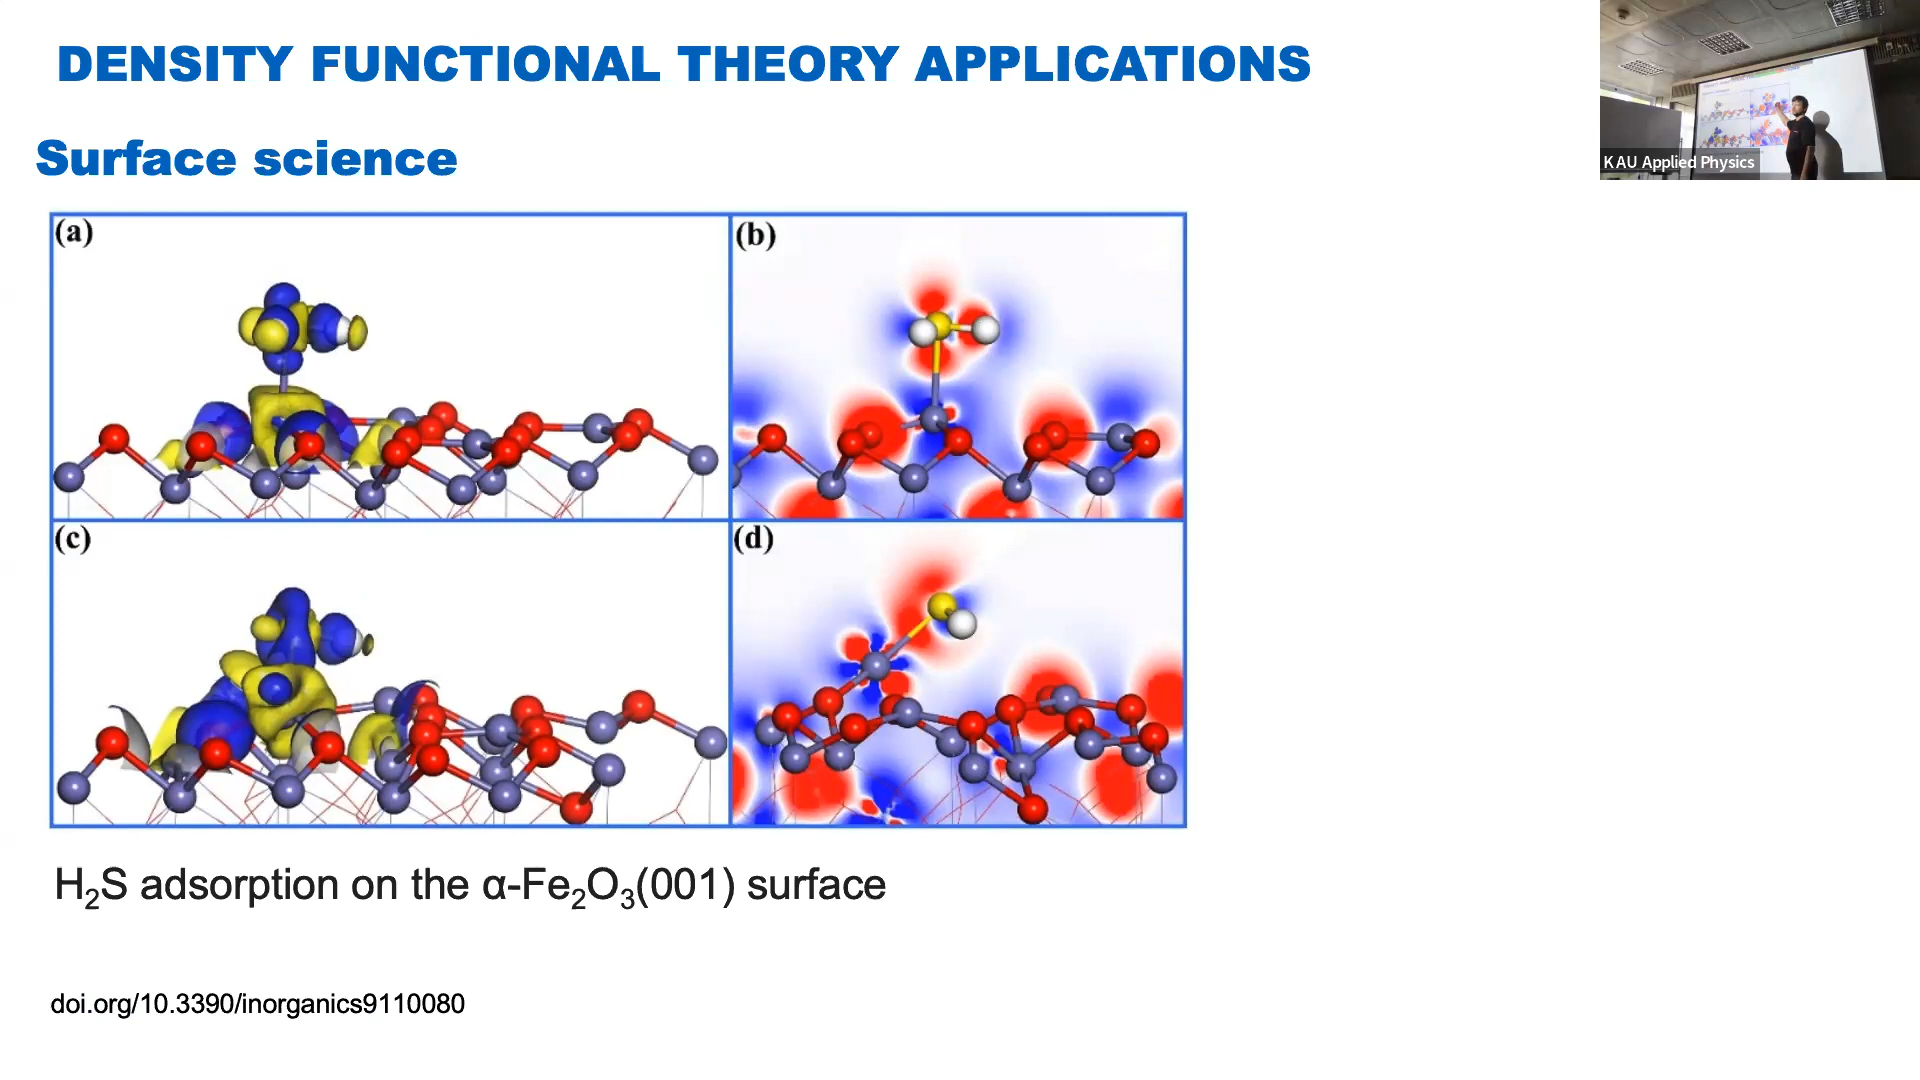 DENSITY FUNCTIONAL THEORY APPLICATIONS
Surface science
KAU Applied Physics
(a)
(b)
(c)
(d)
H₂S adsorption on the α-Fe₂O₃(001) surface
doi.org/10.3390/inorganics9110080